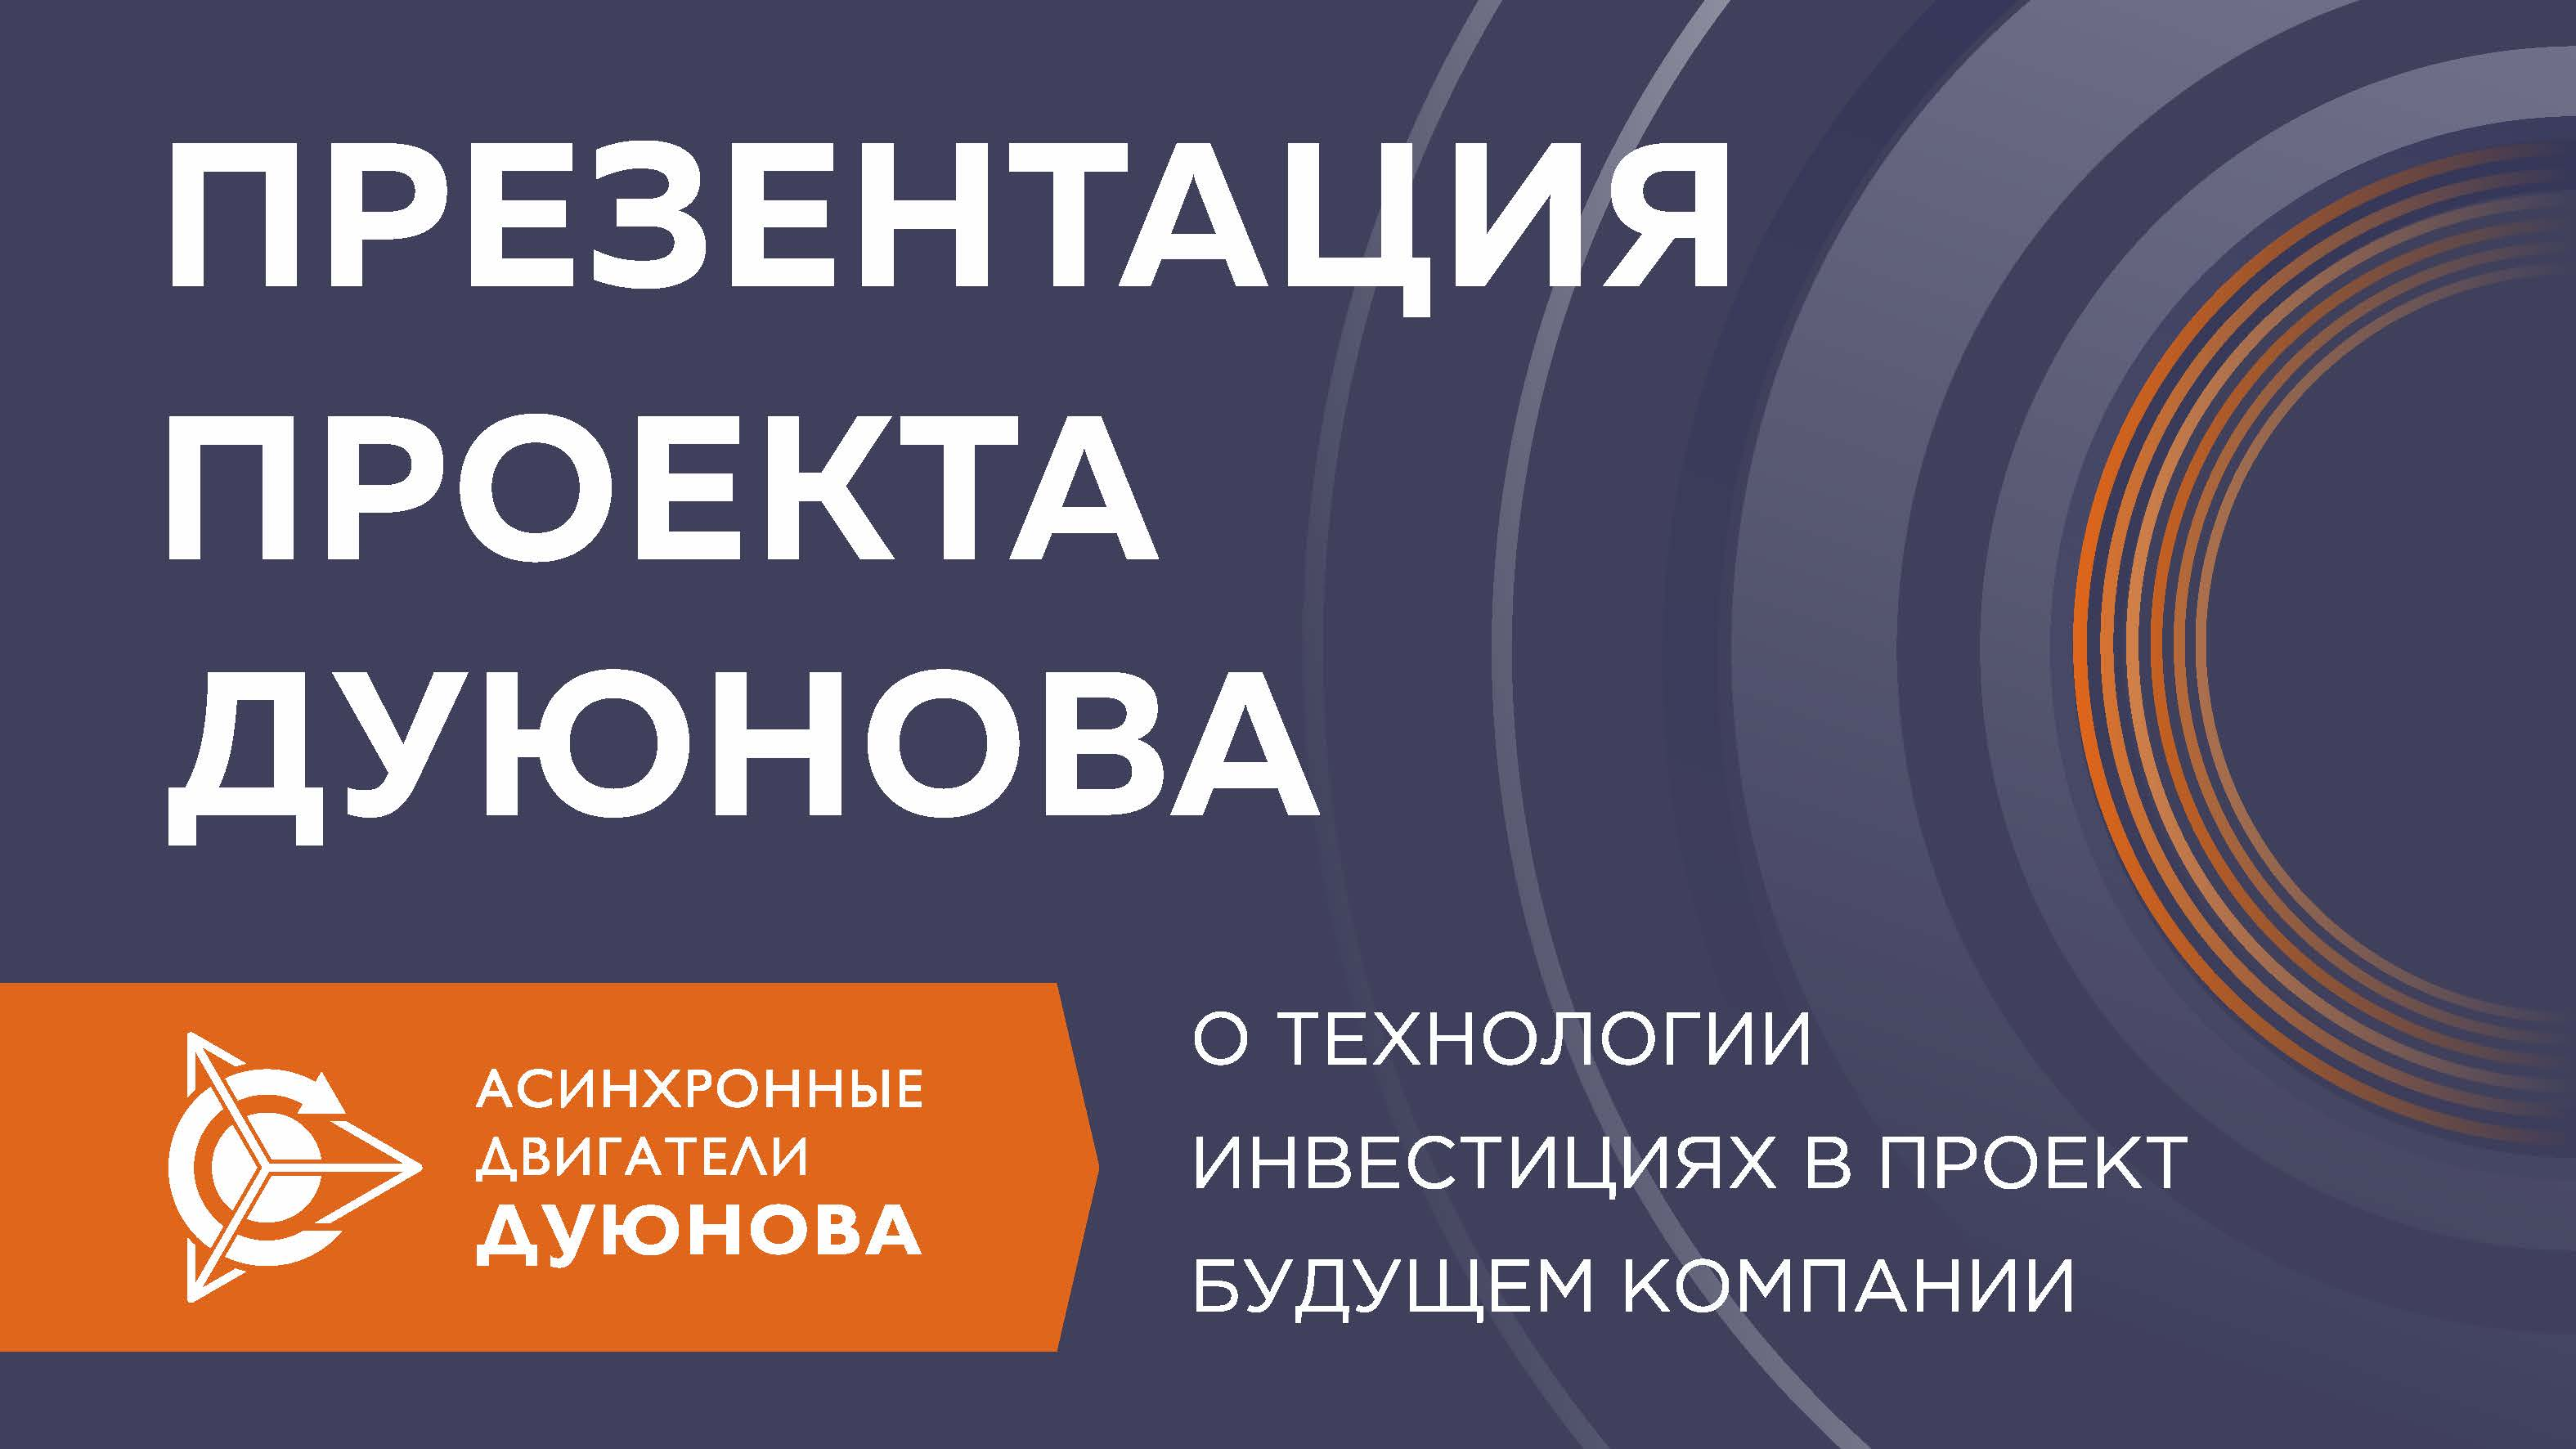 ПРЕЗЕНТАЦИЯ
ПРОЕКТА
ДУЮНОВА
АСИНХРОННЫЕ
ДВИГАТЕЛИ
ДУЮНОВА
О ТЕХНОЛОГИИ
ИНВЕСТИЦИЯХ В ПРОЕКТ
БУДУЩЕМ КОМПАНИИ